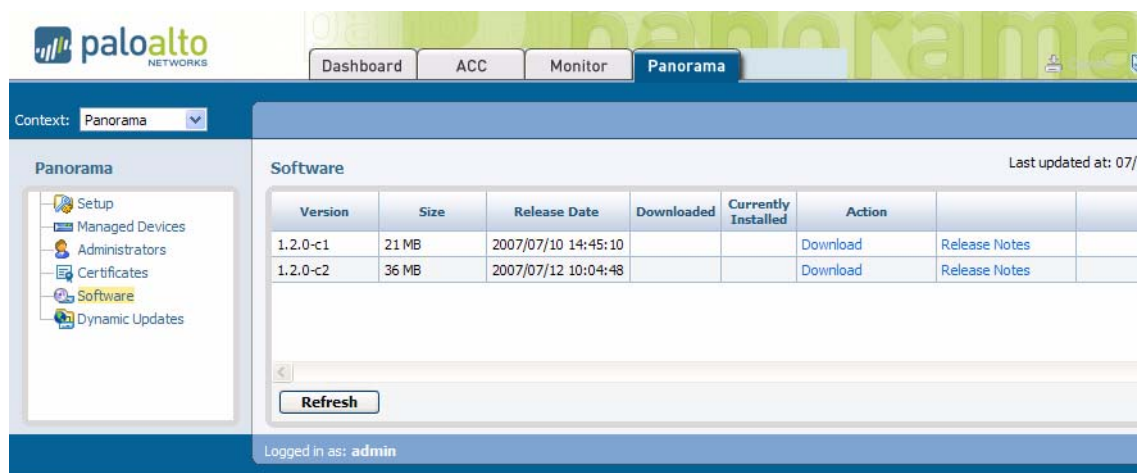 paloalto
NETWORKS
panorama
Dashboard ACC Monitor Panorama
Context: Panorama
Panorama
Setup
Managed Devices
Administrators
Certificates
Software
Dynamic Updates
Software
Last updated at: 07/
Version Size Release Date Downloaded Currently Installed Action
1.2.0-c1 21 MB 2007/07/10 14:45:10 Download Release Notes
1.2.0-c2 36 MB 2007/07/12 10:04:48 Download Release Notes
Refresh
Logged in as: admin